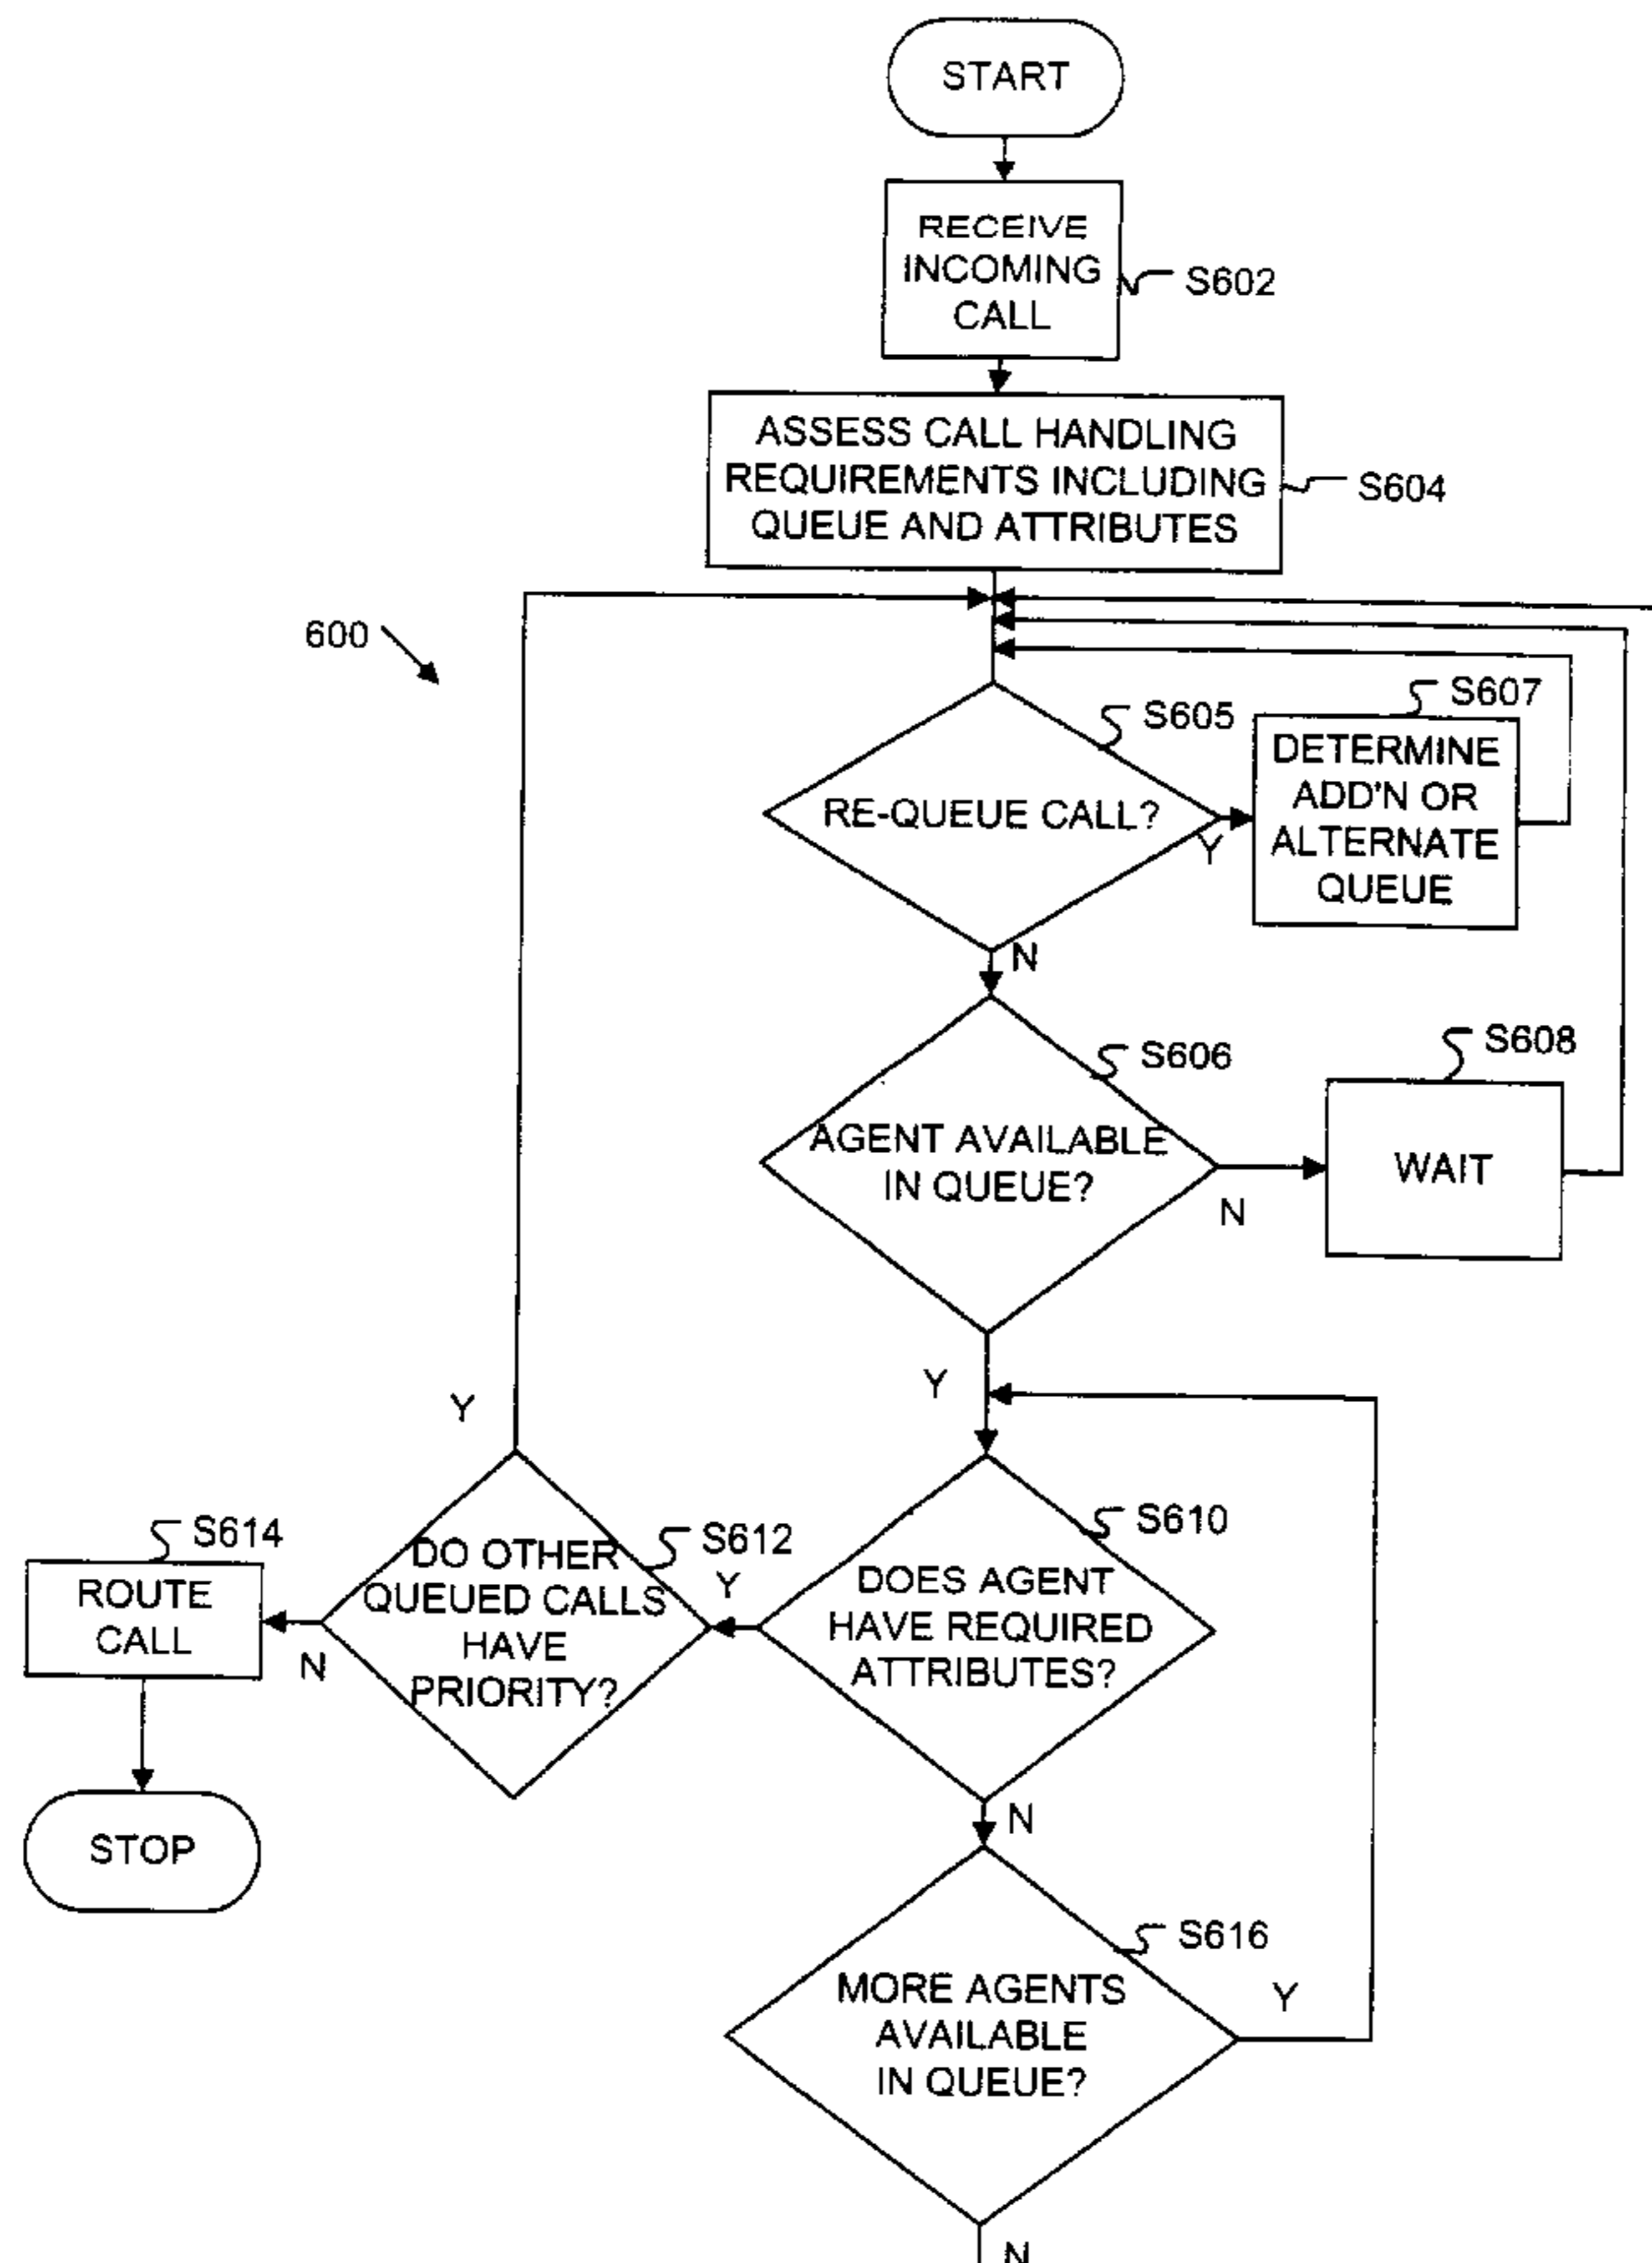 START
RECEIVE
INCOMING
CALL
S602
ASSESS CALL HANDLING
REQUIREMENTS INCLUDING
QUEUE AND ATTRIBUTES
S604
600
S605
RE-QUEUE CALL?
Y
S607
DETERMINE
ADD'N OR
ALTERNATE
QUEUE
N
S606
AGENT AVAILABLE
IN QUEUE?
N
S608
WAIT
Y
Y
S614
ROUTE
CALL
N
S612
DO OTHER
QUEUED CALLS
HAVE
PRIORITY?
Y
S610
DOES AGENT
HAVE REQUIRED
ATTRIBUTES?
STOP
N
S616
MORE AGENTS
AVAILABLE
IN QUEUE?
Y
N